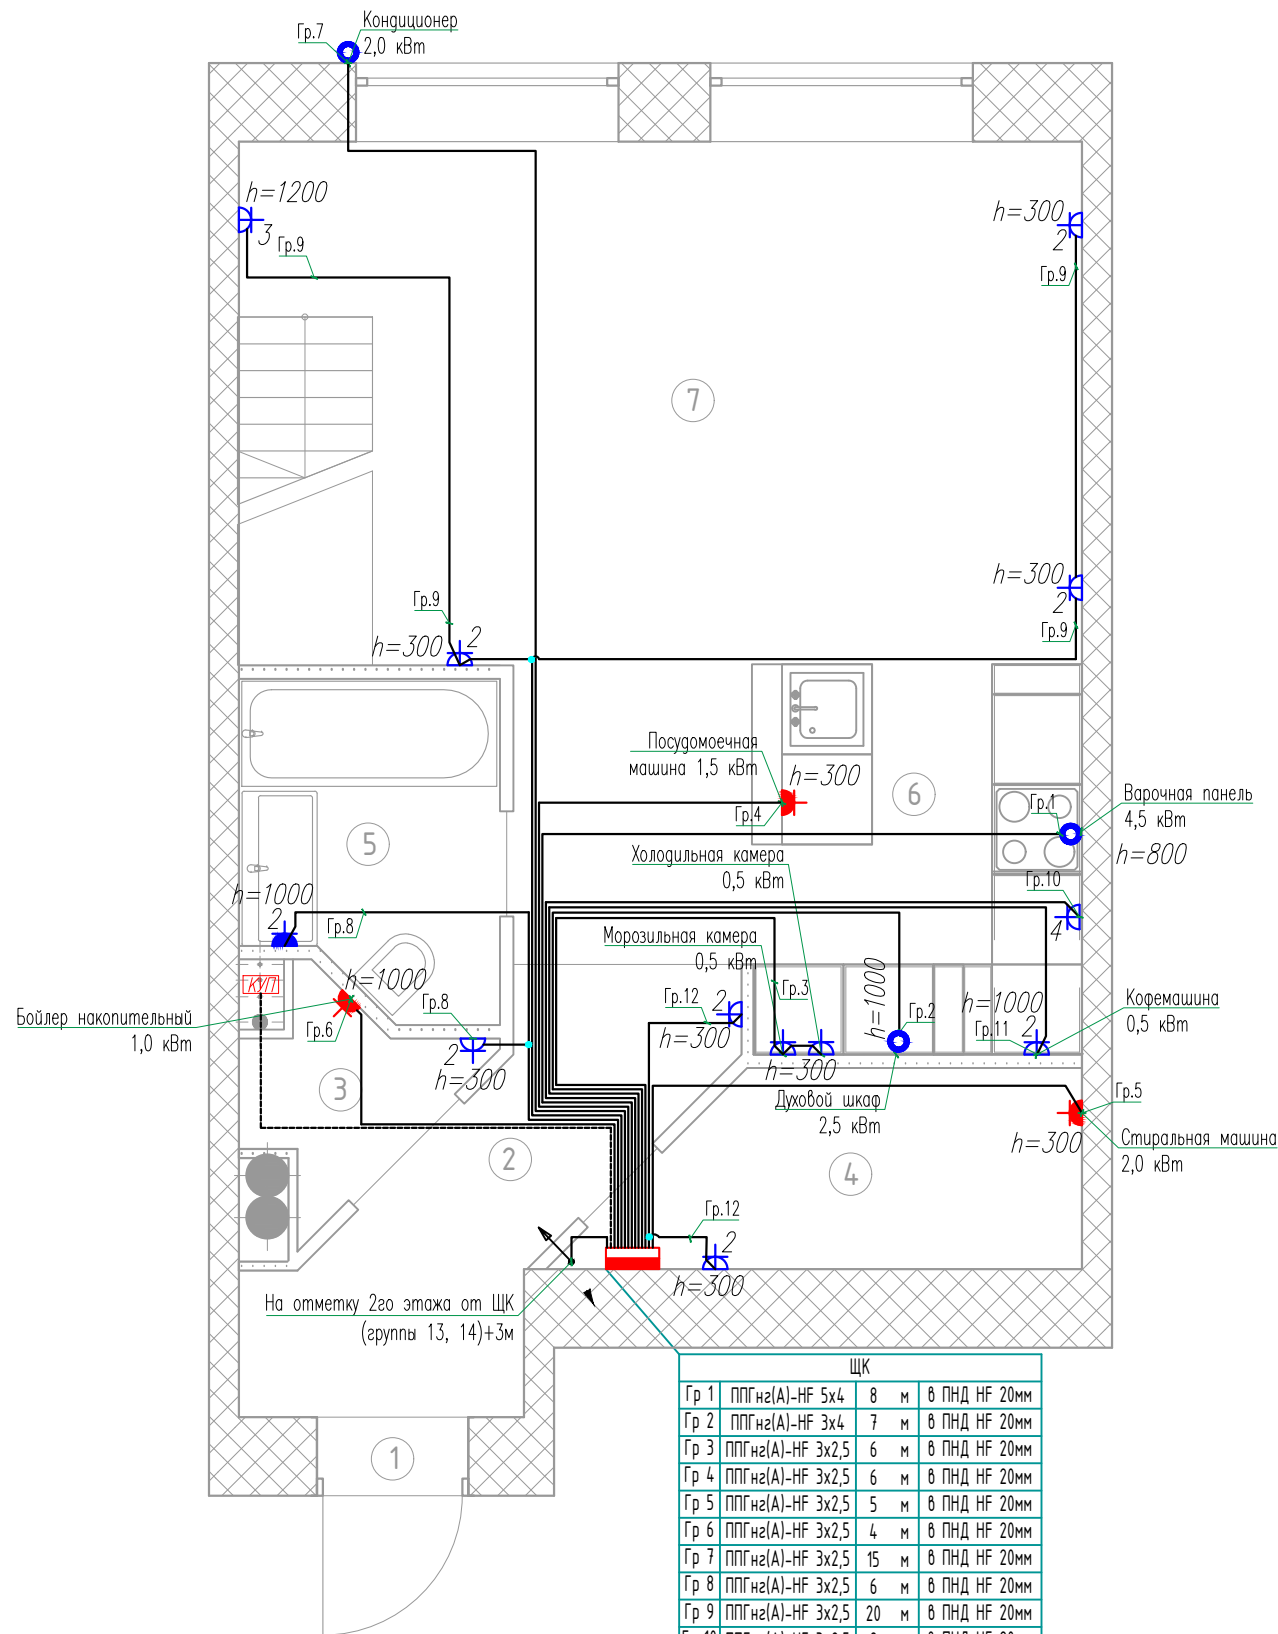 Гр.7
Кондиционер
2,0 кВт
h=1200
3
Гр.9
h=300
2
Гр.9
7
h=300
2
Гр.9
Гр.9
h=300
2
Посудомоечная
машина 1,5 кВт
h=300
Гр.4
6
Гр.1
Варочная панель
4,5 кВт
h=800
5
Холодильная камера
0,5 кВт
Гр.10
4
h=1000
2
Гр.8
Морозильная камера
0,5 кВт
КУП
h=1000
Гр.8
Гр.12
2
h=300
Гр.3
h=1000
Гр.2
h=1000
Гр.11
2
Кофемашина
0,5 кВт
Бойлер накопительный
1,0 кВт
Гр.6
2
h=300
h=300
3
Духовой шкаф
2,5 кВт
Гр.5
h=300
Стиральная машина
2,0 кВт
2
4
Гр.12
2
h=300
На отметку 2го этажа от ЩК
(группы 13, 14)+3м
1
ЩК
Гр 1 ППГнг(А)-HF 5х4 8 м в ПНД HF 20мм
Гр 2 ППГнг(А)-HF 3х4 7 м в ПНД HF 20мм
Гр 3 ППГнг(А)-HF 3х2,5 6 м в ПНД HF 20мм
Гр 4 ППГнг(А)-HF 3х2,5 6 м в ПНД HF 20мм
Гр 5 ППГнг(А)-HF 3х2,5 5 м в ПНД HF 20мм
Гр 6 ППГнг(А)-HF 3х2,5 4 м в ПНД HF 20мм
Гр 7 ППГнг(А)-HF 3х2,5 15 м в ПНД HF 20мм
Гр 8 ППГнг(А)-HF 3х2,5 6 м в ПНД HF 20мм
Гр 9 ППГнг(А)-HF 3х2,5 20 м в ПНД HF 20мм